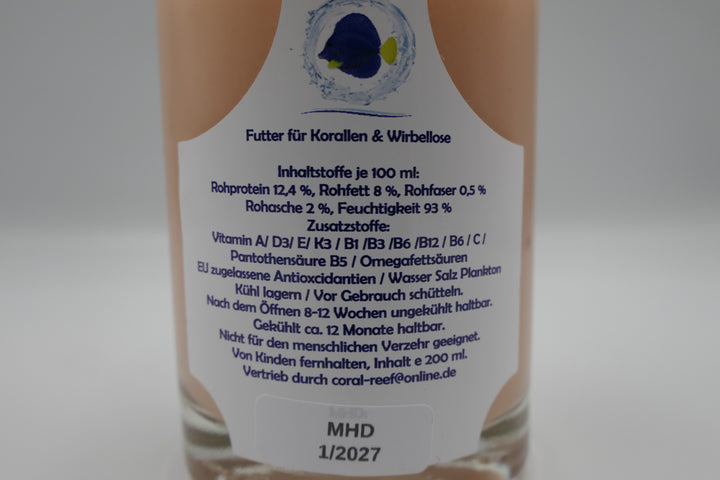 Futter für Korallen & Wirbellose
Inhaltstoffe je 100 ml:
Rohprotein 12,4 %, Rohfett 8 %, Rohfaser 0,5 %
Rohasche 2 %, Feuchtigkeit 93 %
Zusatzstoffe:
Vitamin A/ D3/ E/ K3 / B1 /B3 /B6 /B12 / B6 / C /
Pantothensäure B5 / Omegafettsäuren
EU zugelassene Antioxcidantien / Wasser Salz Plankton
Kühl lagern / Vor Gebrauch schütteln.
Nach dem Öffnen 8-12 Wochen ungekühlt haltbar.
Gekühlt ca. 12 Monate haltbar.
Nicht für den menschlichen Verzehr geeignet.
Von Kinden fernhalten, Inhalt e 200 ml.
Vertrieb durch coral-reef@online.de
MHD:
MHD
1/2027